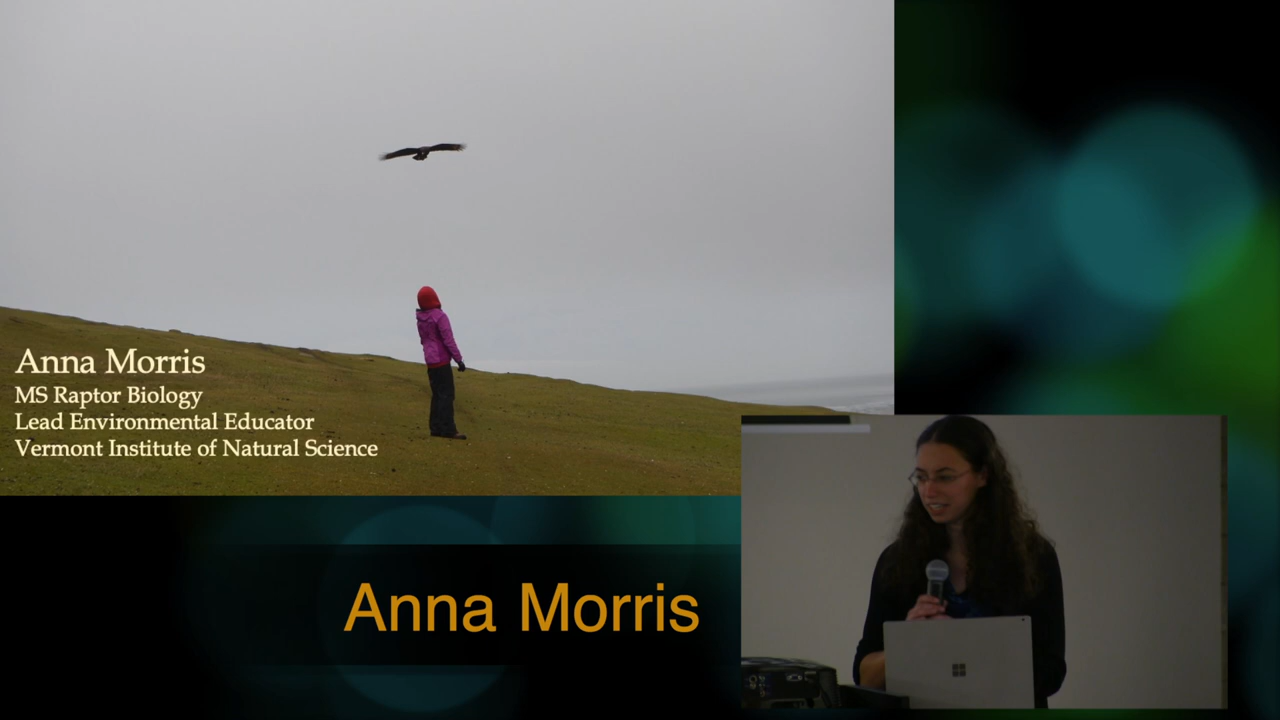 Anna Morris
MS Raptor Biology
Lead Environmental Educator
Vermont Institute of Natural Science
Anna Morris